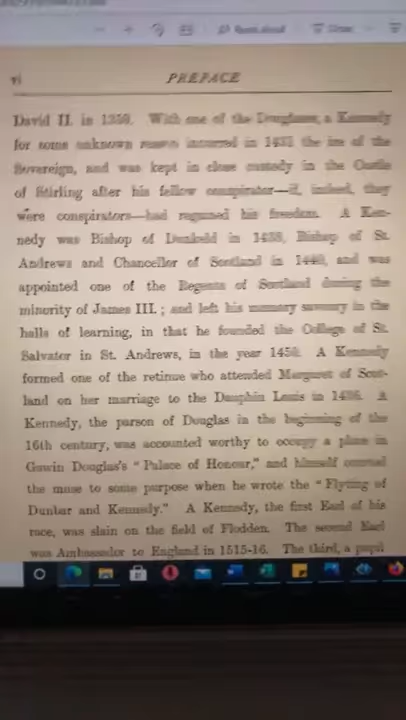 Read aloud
Draw
vi PREFACE
David II. in 1359. With one of the Douglases, a Kennedy
for some unknown reason incurred in 1431 the ire of the
Sovereign, and was kept in close custody in the Castle
of Stirling after his fellow conspirator—if, indeed, they
were conspirators—had regained his freedom. A Ken-
nedy was Bishop of Dunkeld in 1438, Bishop of St.
Andrews and Chancellor of Scotland in 1440, and was
appointed one of the Regents of Scotland during the
minority of James III.; and left his memory savoury in the
halls of learning, in that he founded the College of St.
Salvator in St. Andrews, in the year 1450. A Kennedy
formed one of the retinue who attended Margaret of Scot-
land on her marriage to the Dauphin Louis in 1436. A
Kennedy, the parson of Douglas in the beginning of the
16th century, was accounted worthy to occupy a place in
Gawin Douglas's "Palace of Honour," and himself courted
the muse to some purpose when he wrote the "Flyting of
Dunbar and Kennedy." A Kennedy, the first Earl of his
race, was slain on the field of Flodden. The second Earl
was Ambassador to England in 1515-16. The third, a pupil